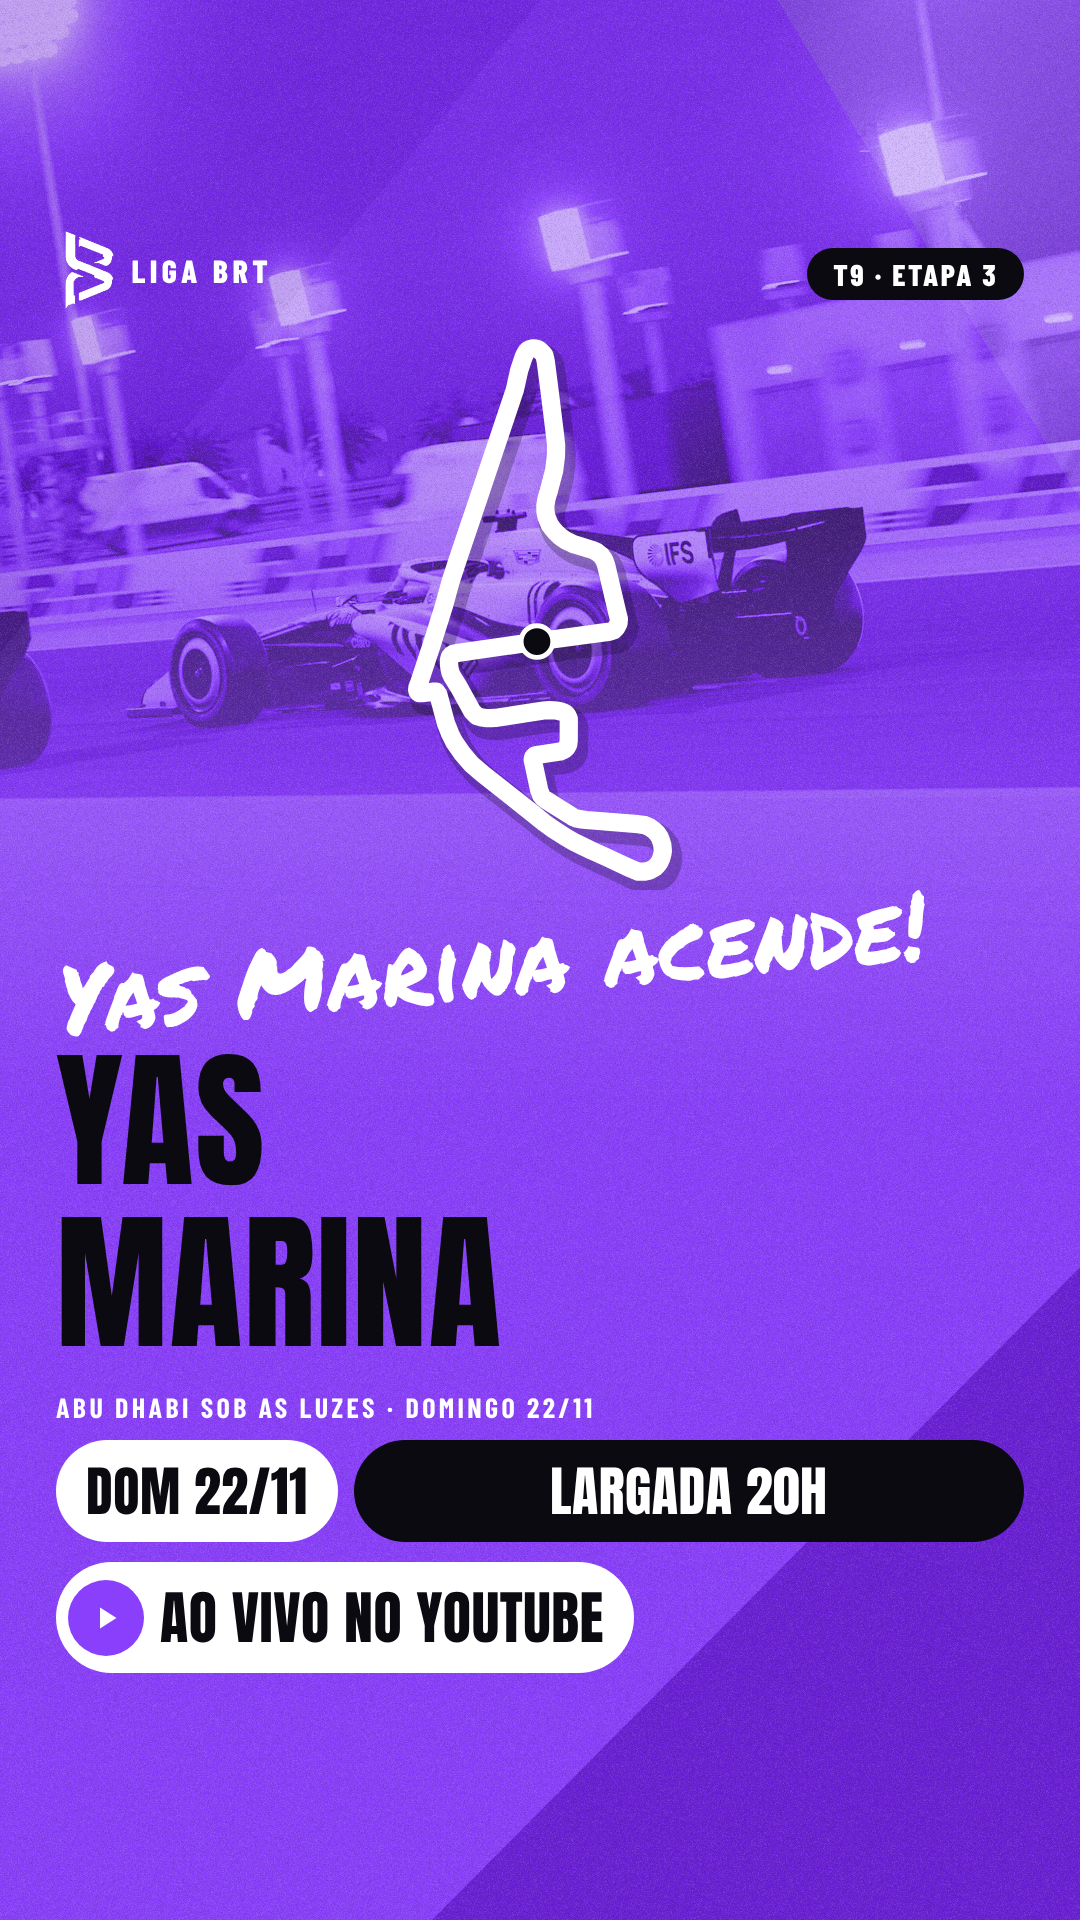 LIGA BRT
T9 · ETAPA 3
IFS
YAS MARINA ACENDE!
YAS
MARINA
ABU DHABI SOB AS LUZES · DOMINGO 22/11
DOM 22/11
LARGADA 20H
AO VIVO NO YOUTUBE